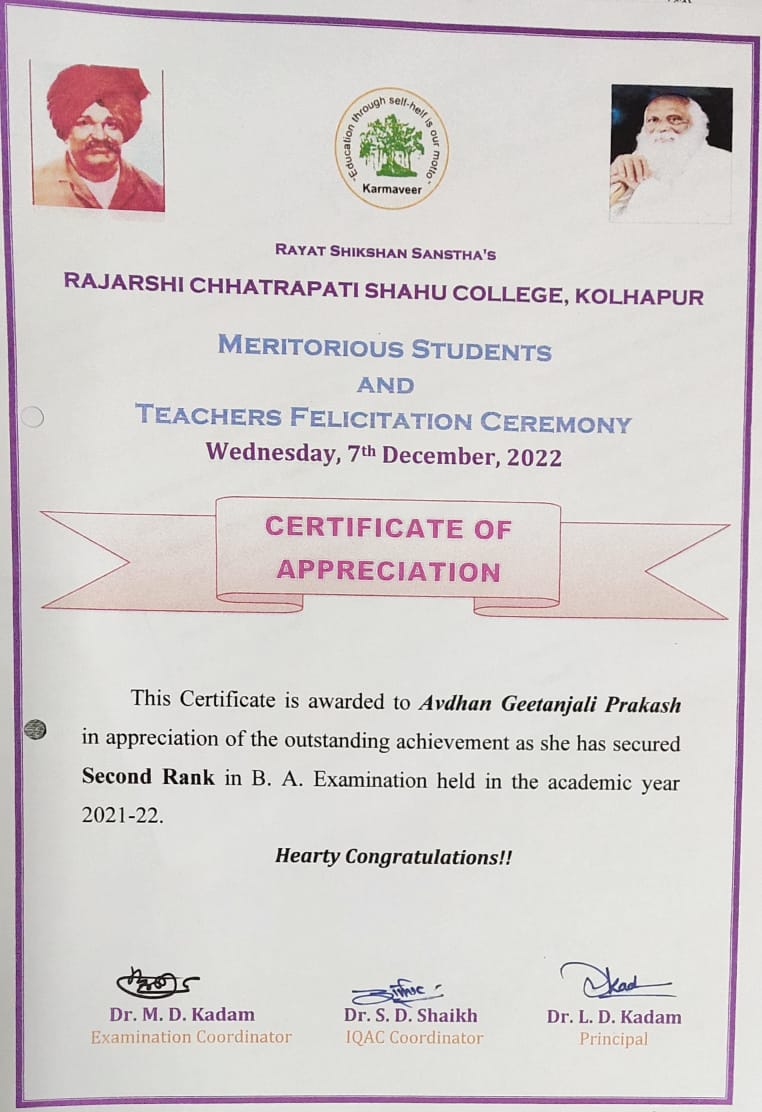 "Education through self-help is our motto"
Karmaveer
RAYAT SHIKSHAN SANSTHA'S
RAJARSHI CHHATRAPATI SHAHU COLLEGE, KOLHAPUR
MERITORIOUS STUDENTS
AND
TEACHERS FELICITATION CEREMONY
Wednesday, 7th December, 2022
CERTIFICATE OF
APPRECIATION
This Certificate is awarded to Avdhan Geetanjali Prakash
in appreciation of the outstanding achievement as she has secured
Second Rank in B. A. Examination held in the academic year
2021-22.
Hearty Congratulations!!
Dr. M. D. Kadam
Examination Coordinator
Dr. S. D. Shaikh
IQAC Coordinator
Dr. L. D. Kadam
Principal